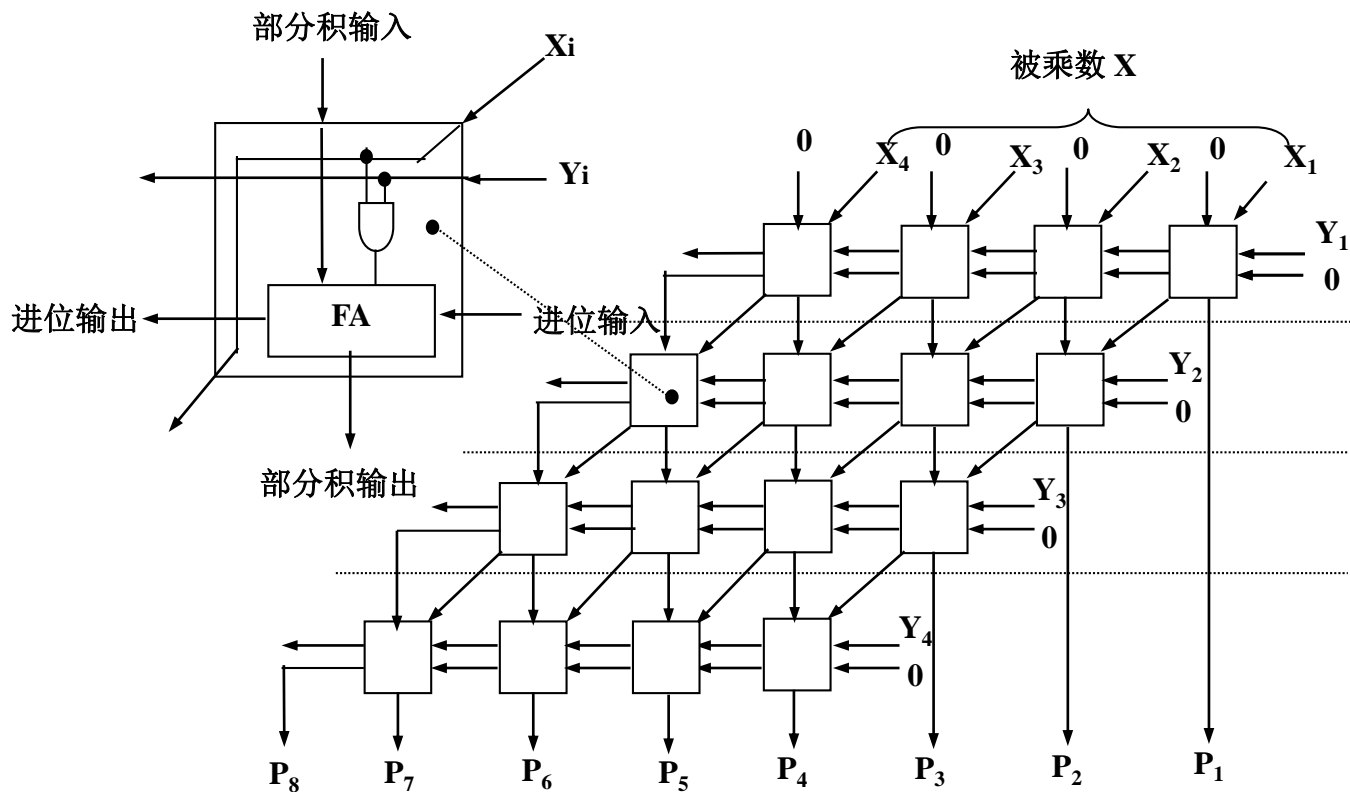 部分积输入
Xi
Yi
进位输出
FA
进位输入
部分积输出
被乘数 X
0 X₄ 0 X₃ 0 X₂ 0 X₁
Y₁
0
Y₂
0
Y₃
0
Y₄
0
P₈ P₇ P₆ P₅ P₄ P₃ P₂ P₁